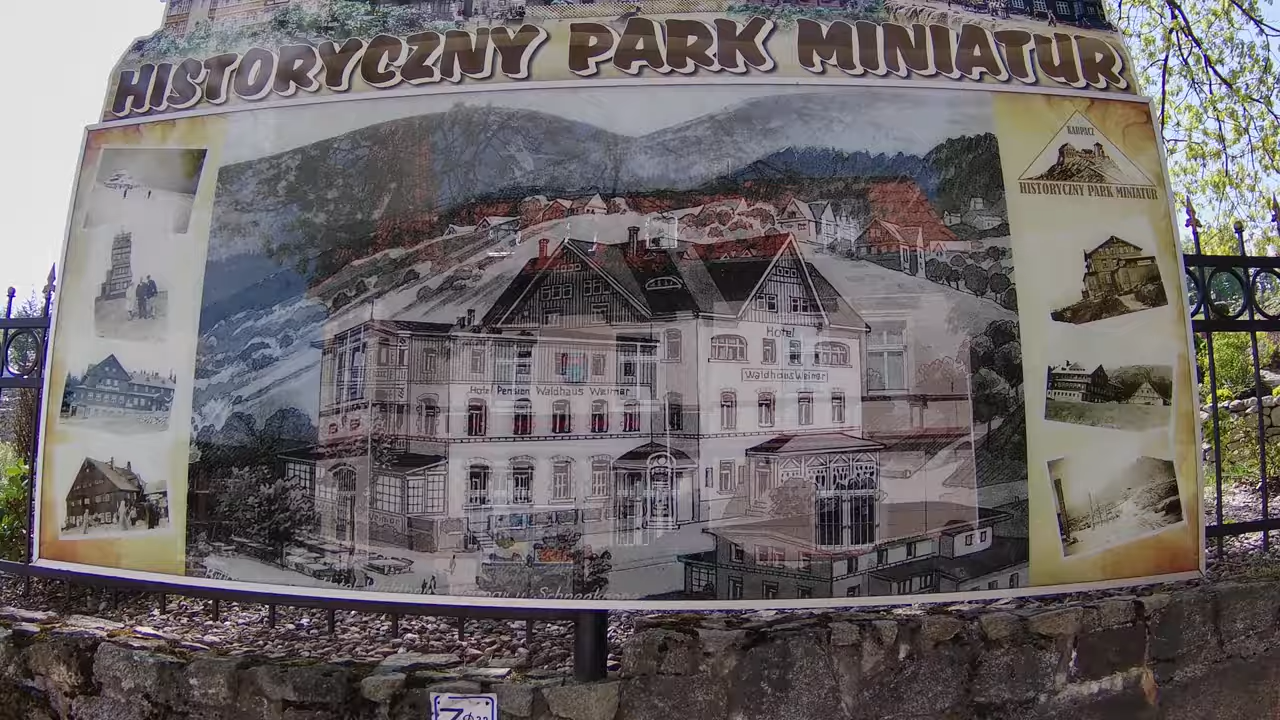 HISTORYCZNY PARK MINIATUR
KARPACZ
HISTORYCZNY PARK MINIATUR
Hotel
Waldhaus Weimar
Hotel Pension Waldhaus Weimar
Z